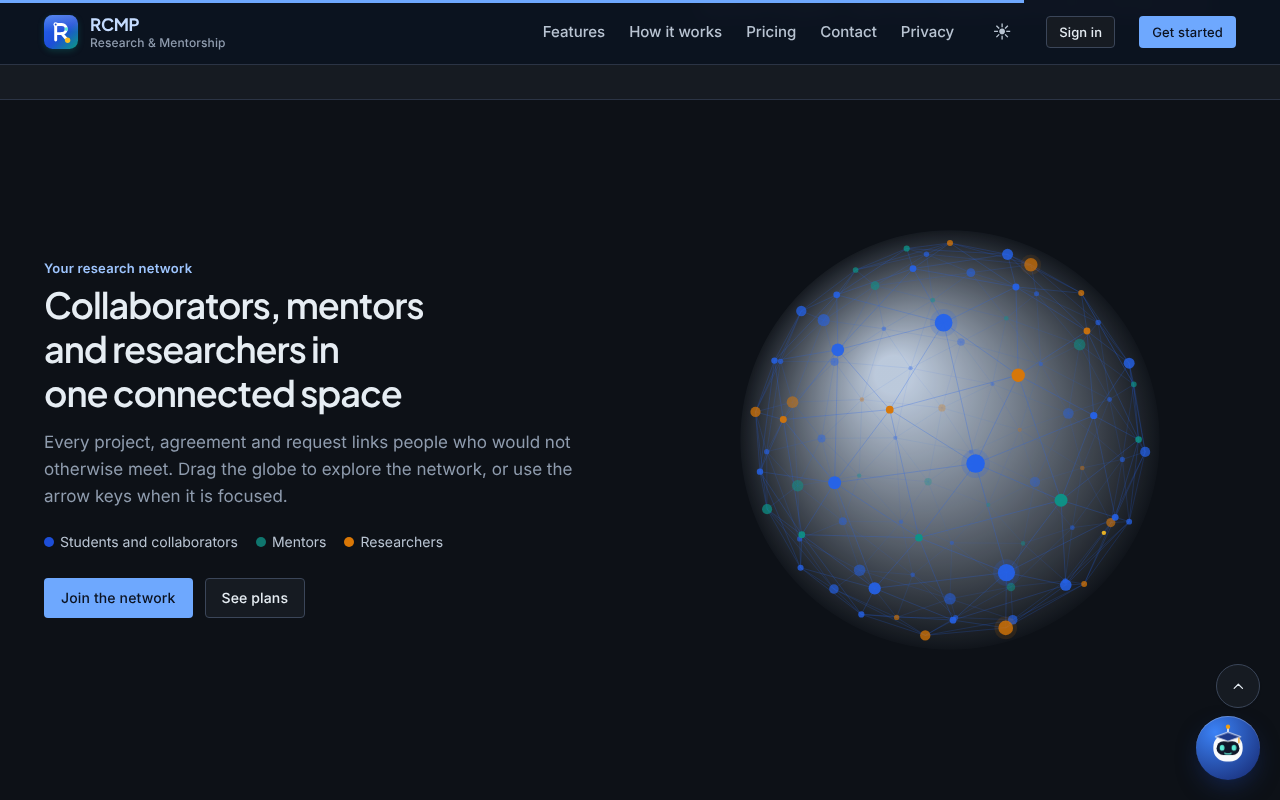 RCMP
Research & Mentorship
Features
How it works
Pricing
Contact
Privacy
Sign in
Get started
Your research network
Collaborators, mentors
and researchers in
one connected space
Every project, agreement and request links people who would not
otherwise meet. Drag the globe to explore the network, or use the
arrow keys when it is focused.
Students and collaborators
Mentors
Researchers
Join the network
See plans